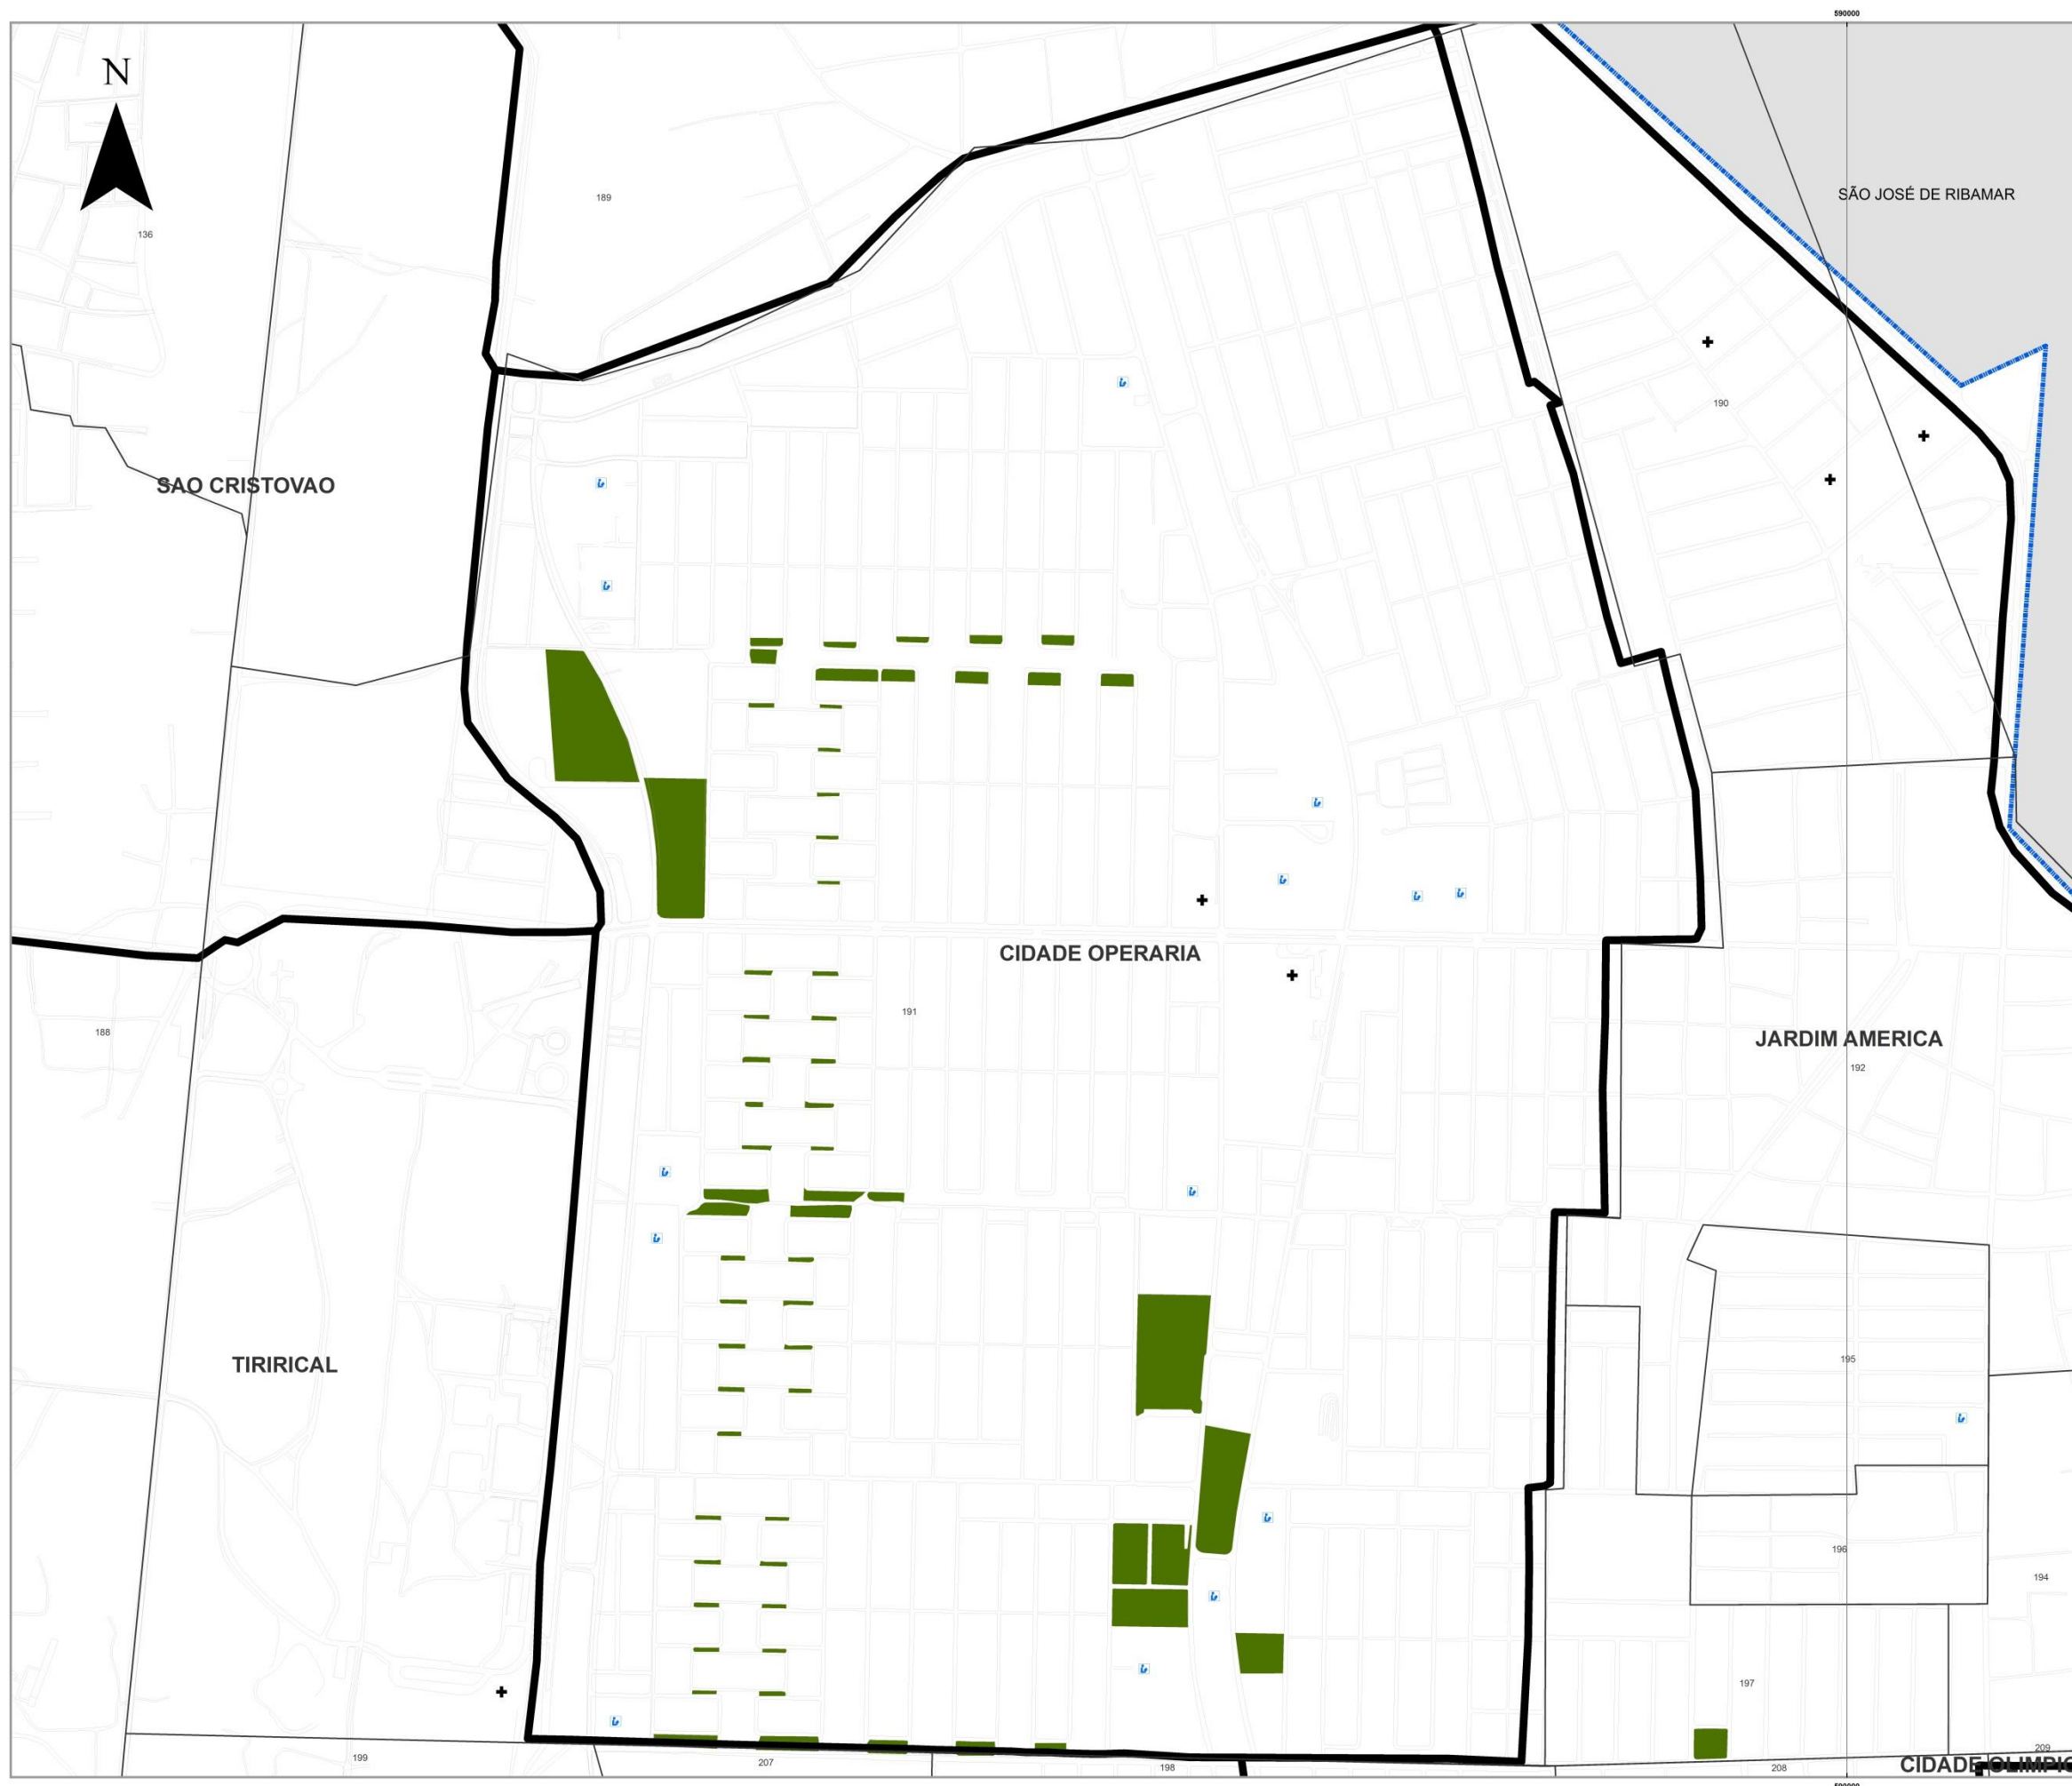 590000
N
SÃO JOSÉ DE RIBAMAR
189
136
190
SAO CRISTOVAO
CIDADE OPERARIA
191
188
JARDIM AMERICA
192
TIRIRICAL
195
196
194
197
199
207
198
208
209
CIDADE OLIMPIC
590000